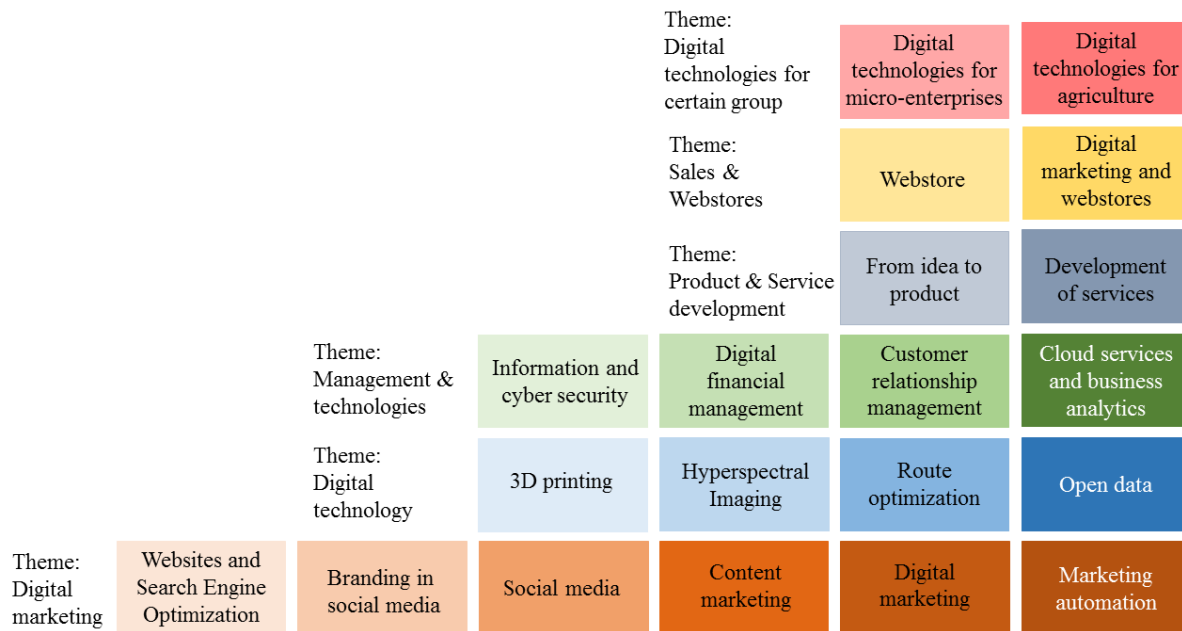 Theme:
Digital
technologies for
certain group
Digital
technologies for
micro-enterprises
Digital
technologies for
agriculture
Theme:
Sales &
Webstores
Webstore
Digital
marketing and
webstores
Theme:
Product & Service
development
From idea to
product
Development
of services
Theme:
Management &
technologies
Information and
cyber security
Digital
financial
management
Customer
relationship
management
Cloud services
and business
analytics
Theme:
Digital
technology
3D printing
Hyperspectral
Imaging
Route
optimization
Open data
Theme:
Digital
marketing
Websites and
Search Engine
Optimization
Branding in
social media
Social media
Content
marketing
Digital
marketing
Marketing
automation